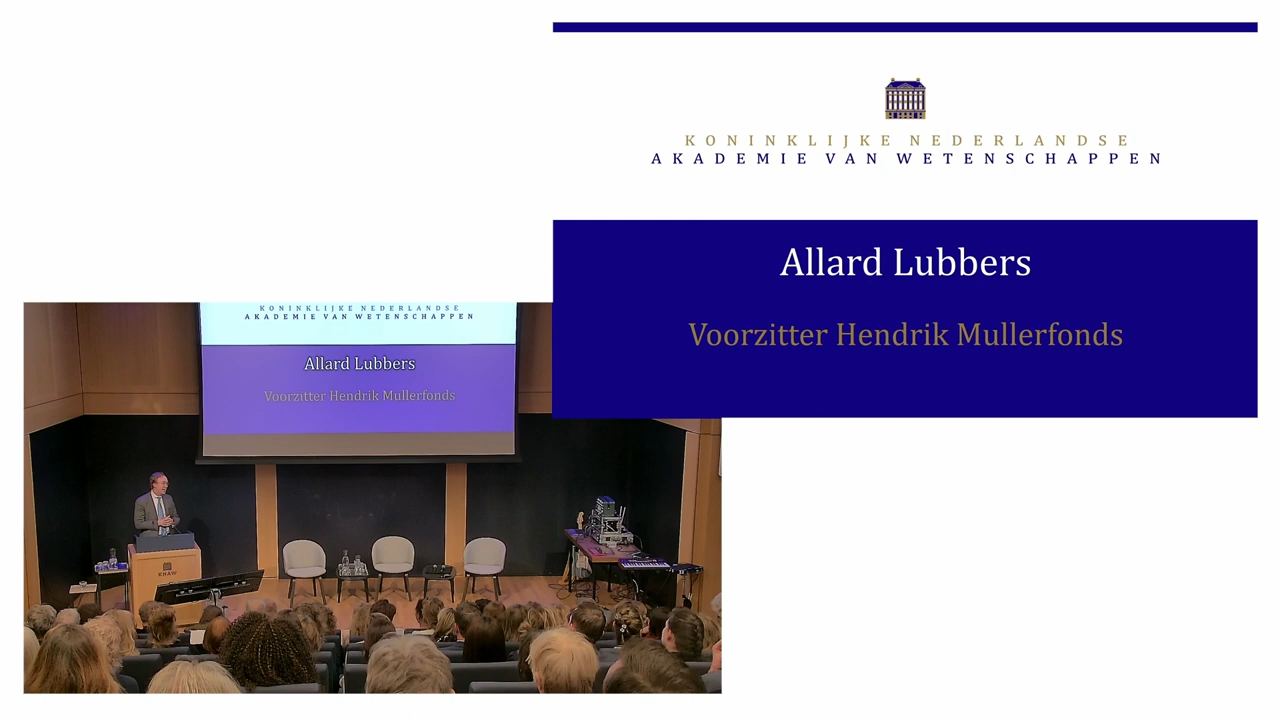 KONINKLIJKE NEDERLANDSE
AKADEMIE VAN WETENSCHAPPEN
Allard Lubbers
Voorzitter Hendrik Mullerfonds
KONINKLIJKE NEDERLANDSE
AKADEMIE VAN WETENSCHAPPEN
Allard Lubbers
Voorzitter Hendrik Mullerfonds
KNAW